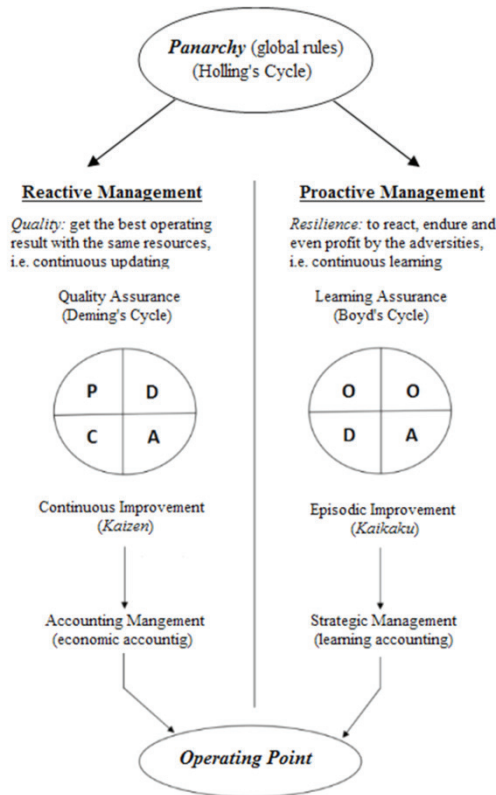 Panarchy (global rules)
(Holling's Cycle)
Reactive Management
Quality: get the best operating
result with the same resources,
i.e. continuous updating
Quality Assurance
(Deming's Cycle)
P D
C A
Continuous Improvement
(Kaizen)
Accounting Mangement
(economic accountig)
Proactive Management
Resilience: to react, endure and
even profit by the adversities,
i.e. continuous learning
Learning Assurance
(Boyd's Cycle)
O O
D A
Episodic Improvement
(Kaikaku)
Strategic Management
(learning accounting)
Operating Point